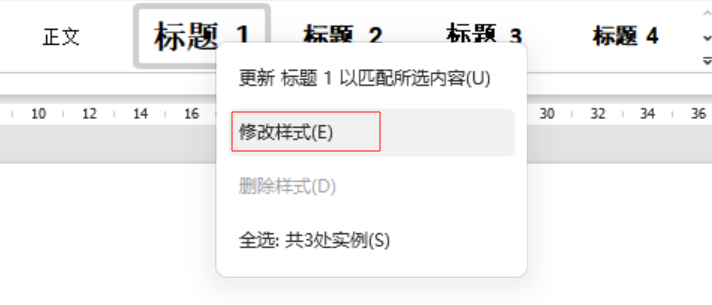 正文 标题 1 标题 2 标题 3 标题 4
更新 标题 1 以匹配所选内容(U)
10 12 14 16 30 32 34 36
修改样式(E)
删除样式(D)
全选: 共3处实例(S)